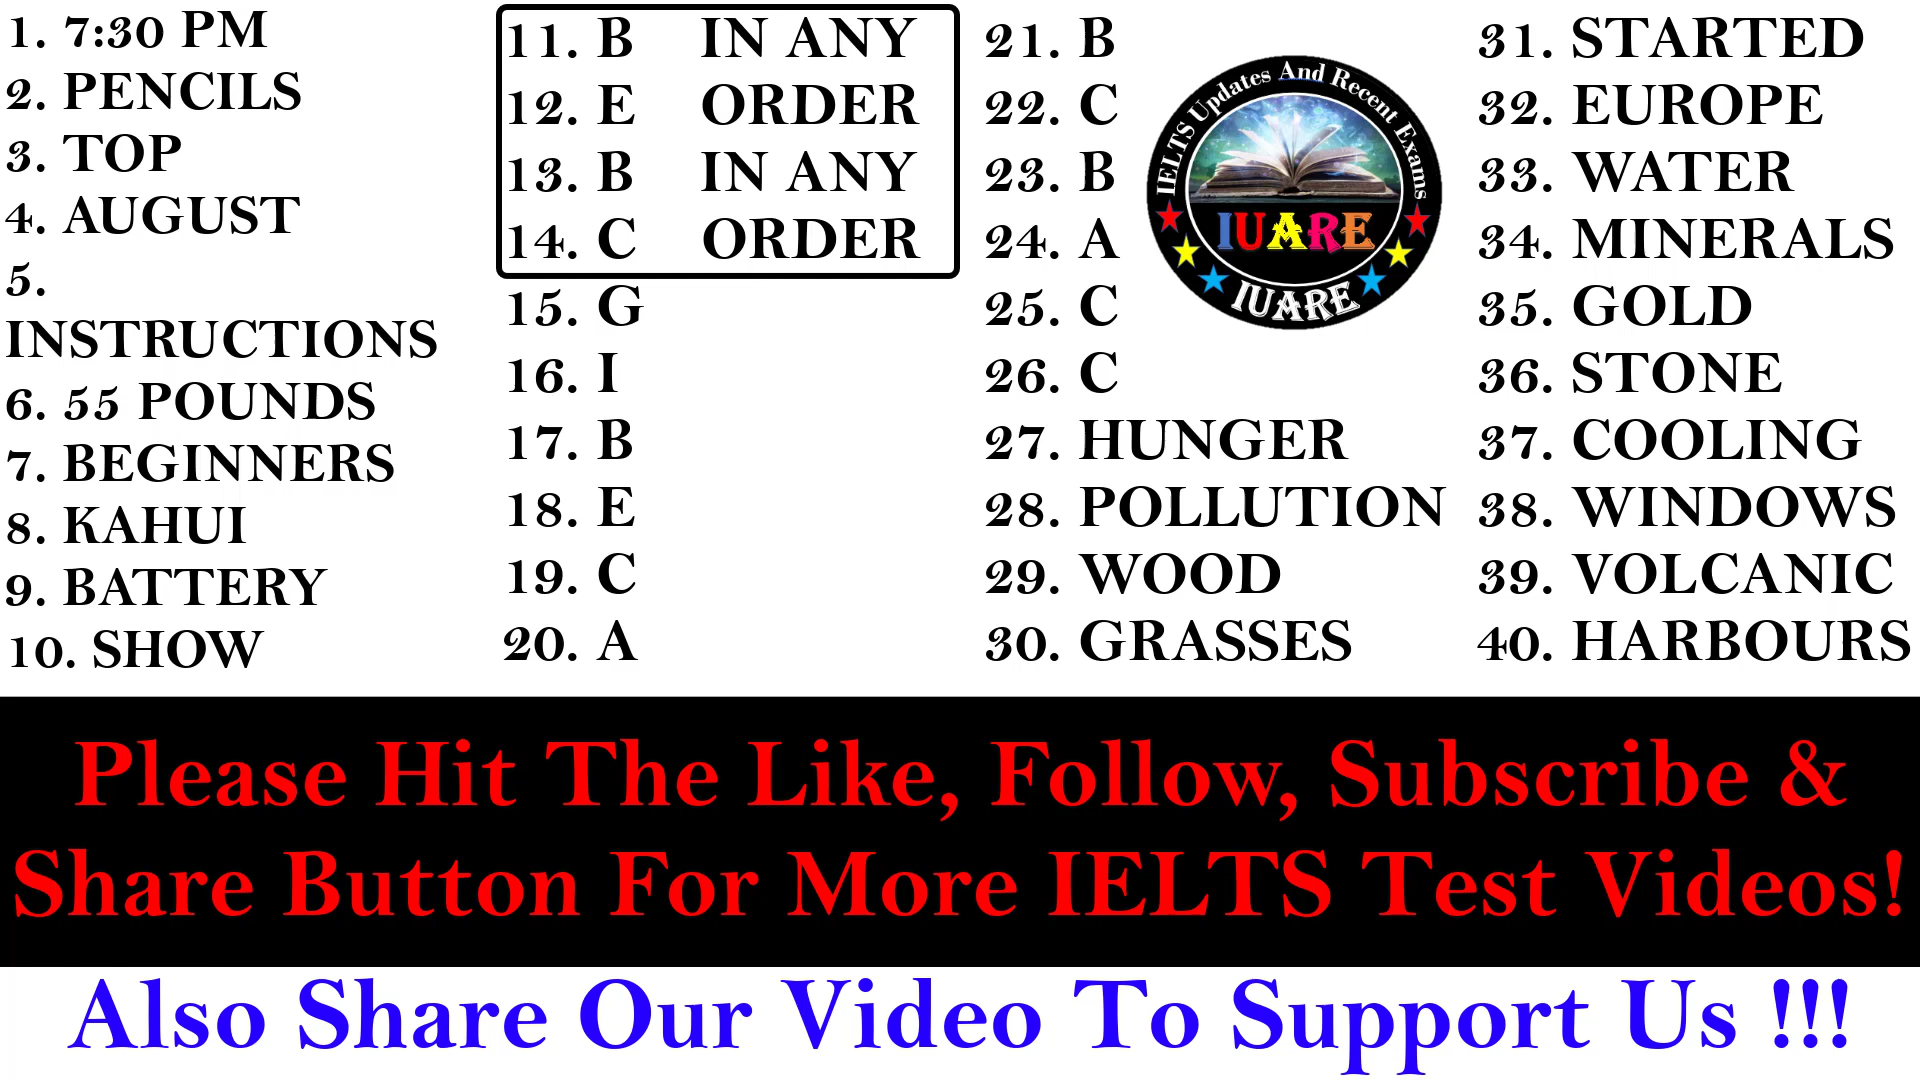 1. 7:30 PM
2. PENCILS
3. TOP
4. AUGUST
5.
INSTRUCTIONS
6. 55 POUNDS
7. BEGINNERS
8. KAHUI
9. BATTERY
10. SHOW
11. B IN ANY
12. E ORDER
13. B IN ANY
14. C ORDER
15. G
16. I
17. B
18. E
19. C
20. A
21. B
22. C
23. B
24. A
25. C
26. C
27. HUNGER
28. POLLUTION
29. WOOD
30. GRASSES
IELTS Updates And Recent Exams
IUARE
IUARE
31. STARTED
32. EUROPE
33. WATER
34. MINERALS
35. GOLD
36. STONE
37. COOLING
38. WINDOWS
39. VOLCANIC
40. HARBOURS
Please Hit The Like, Follow, Subscribe &
Share Button For More IELTS Test Videos!
Also Share Our Video To Support Us !!!